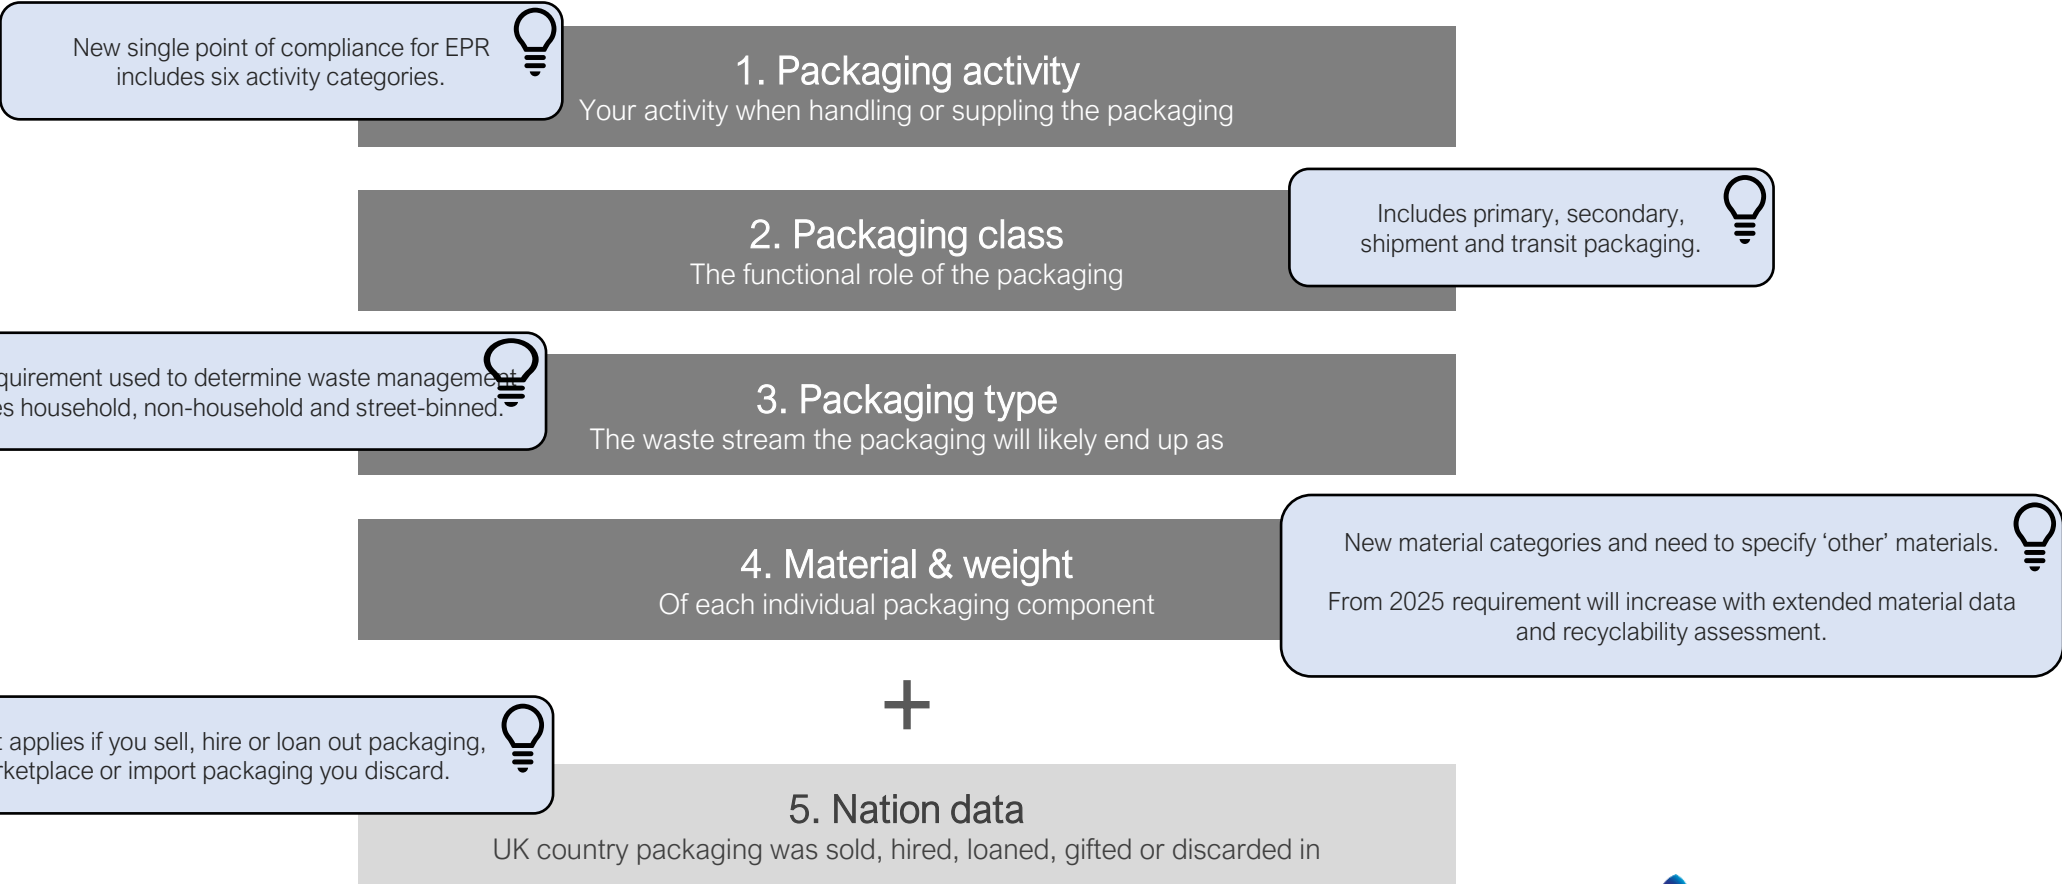 New single point of compliance for EPR
includes six activity categories.
1. Packaging activity
Your activity when handling or suppling the packaging
2. Packaging class
The functional role of the packaging
Includes primary, secondary,
shipment and transit packaging.
used to determine waste management
household, non-household and street-binned.
3. Packaging type
The waste stream the packaging will likely end up as
4. Material & weight
Of each individual packaging component
New material categories and need to specify ‘other’ materials.
From 2025 requirement will increase with extended material data
and recyclability assessment.
+
applies if you sell, hire or loan out packaging,
or import packaging you discard.
5. Nation data
UK country packaging was sold, hired, loaned, gifted or discarded in